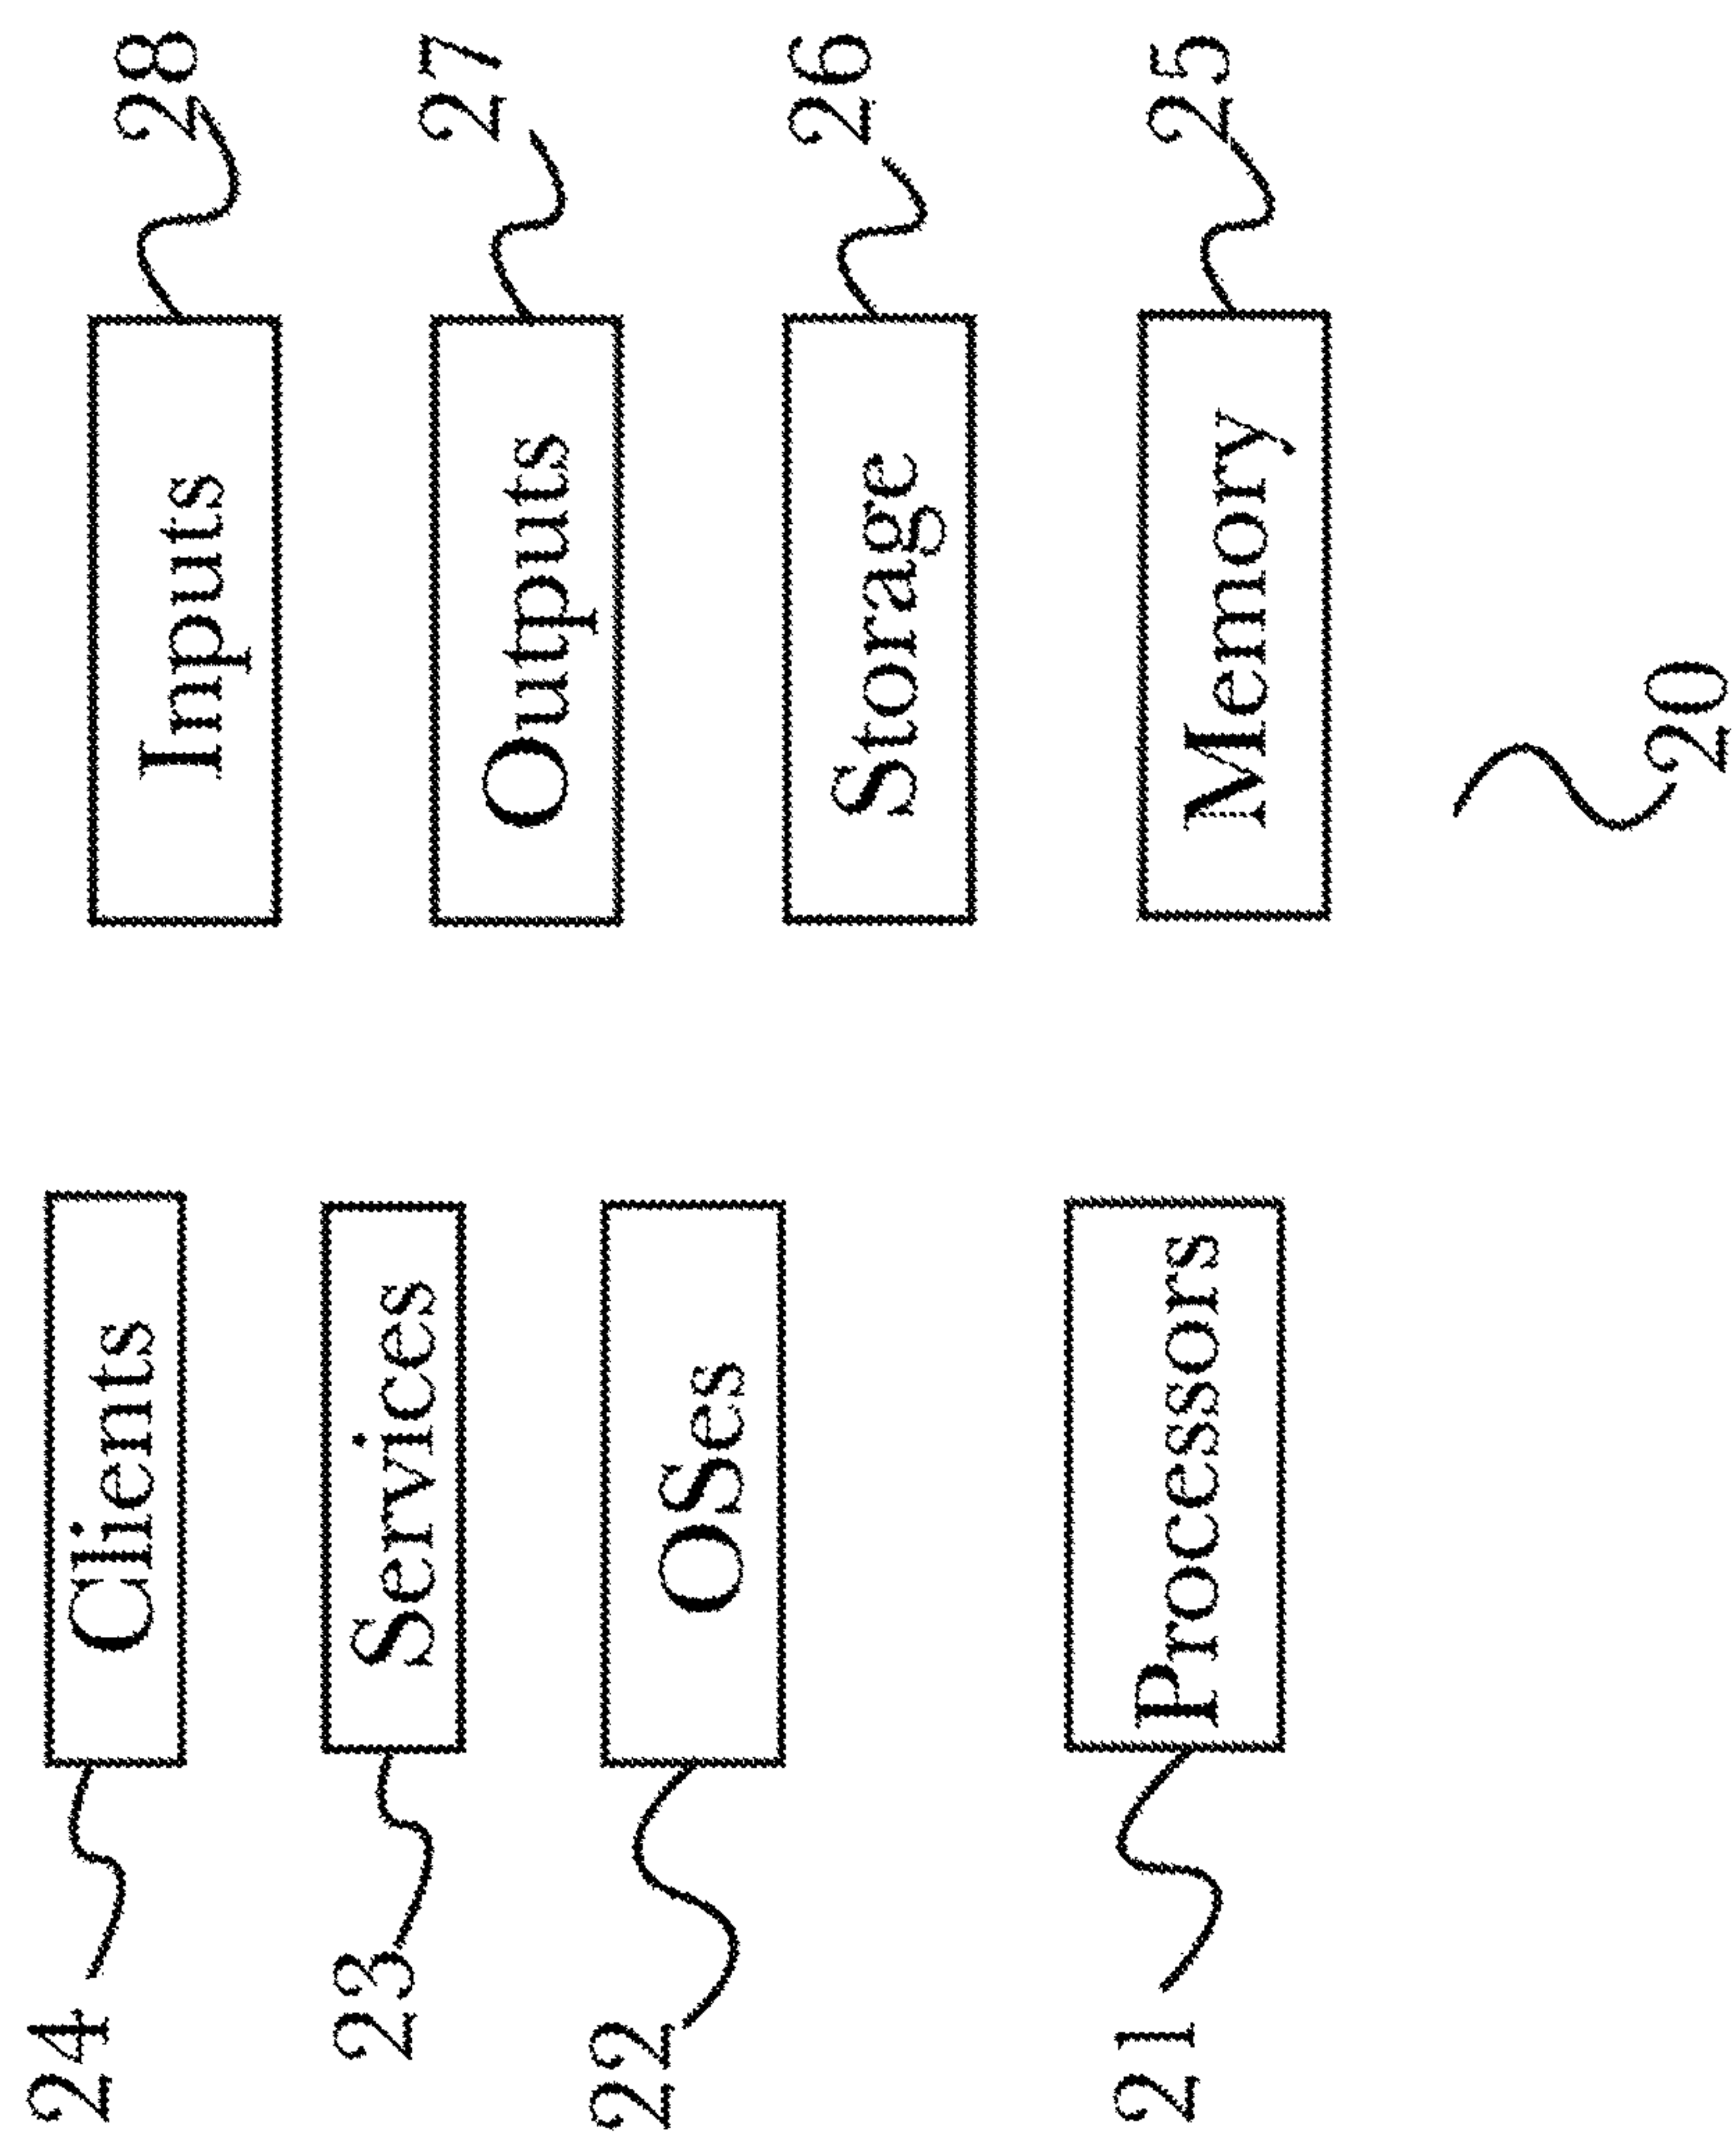 24 Clients Inputs 28
23 Services Outputs 27
22 OSes Storage 26
21 Processors Memory 25
20